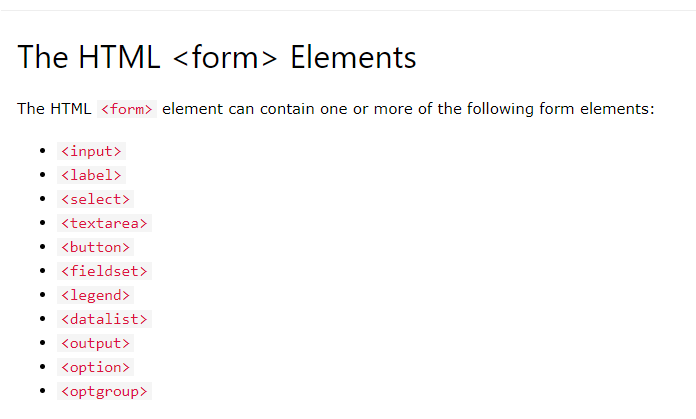 The HTML <form> Elements
The HTML <form> element can contain one or more of the following form elements:
• <input>
• <label>
• <select>
• <textarea>
• <button>
• <fieldset>
• <legend>
• <datalist>
• <output>
• <option>
• <optgroup>